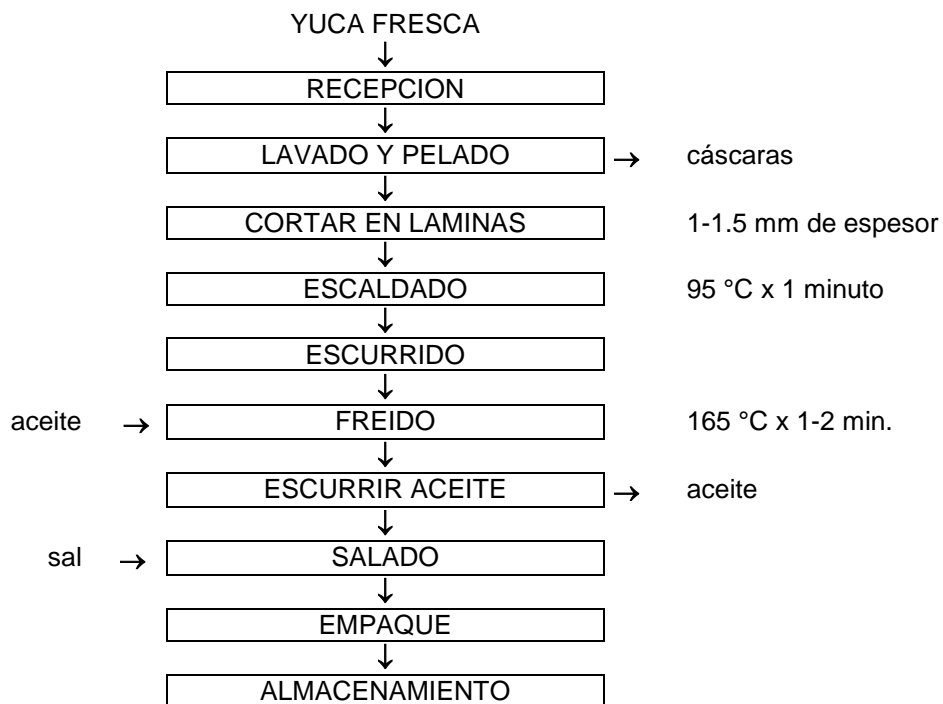 YUCA FRESCA
↓
RECEPCION
↓
LAVADO Y PELADO → cáscaras
↓
CORTAR EN LAMINAS 1-1.5 mm de espesor
↓
ESCALDADO 95 °C x 1 minuto
↓
ESCURRIDO
↓
aceite → FREIDO 165 °C x 1-2 min.
↓
ESCURRIR ACEITE → aceite
↓
sal → SALADO
↓
EMPAQUE
↓
ALMACENAMIENTO